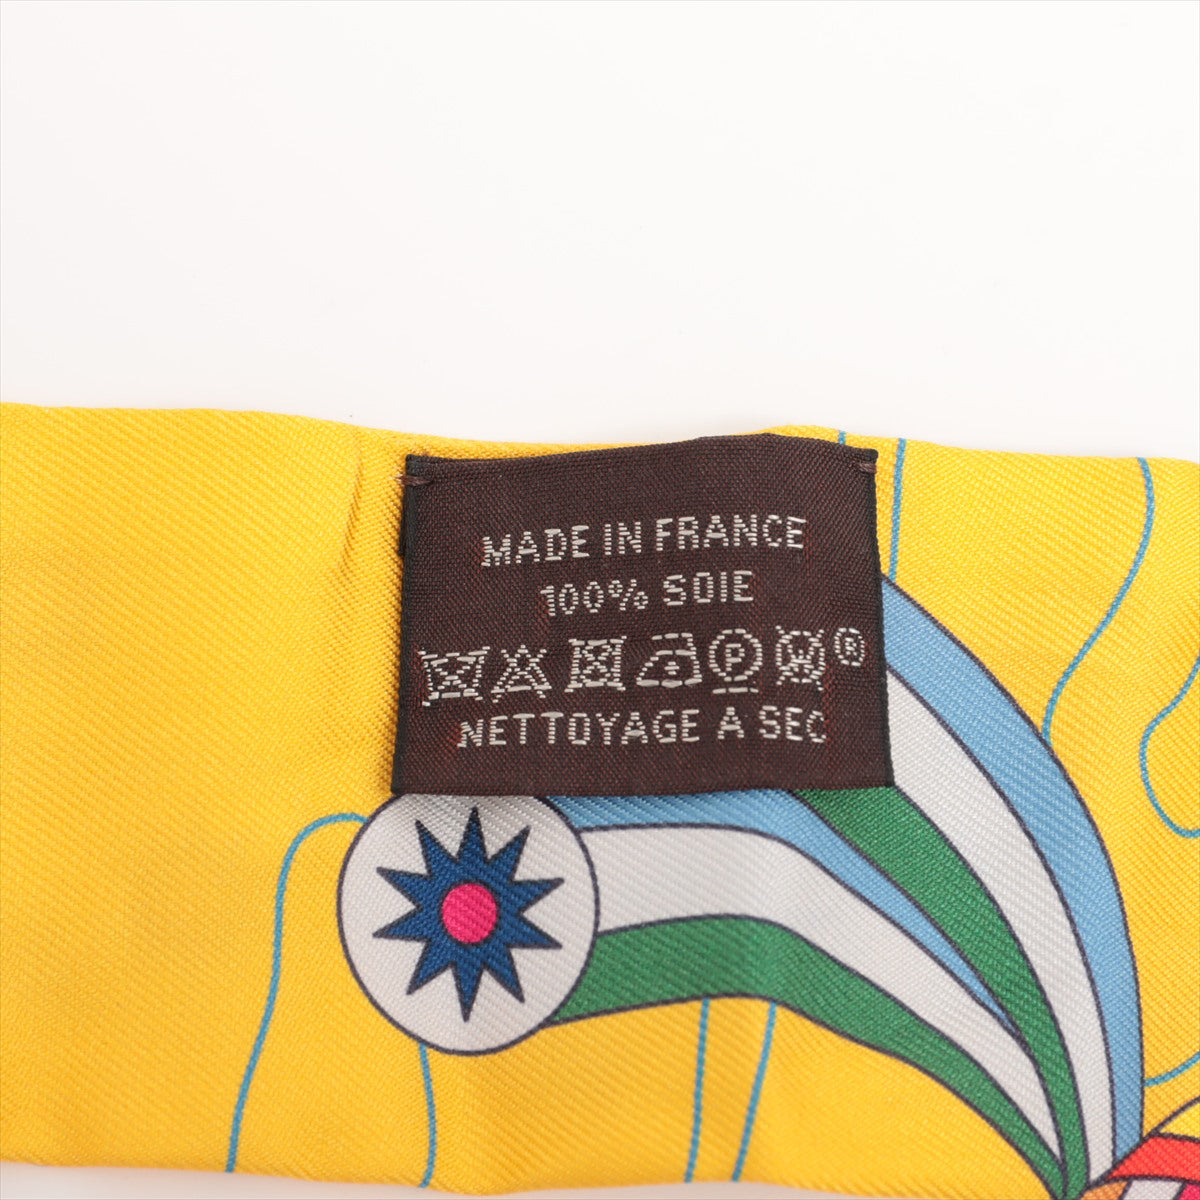 MADE IN FRANCE
100% SOIE
P ®
NETTOYAGE A SEC